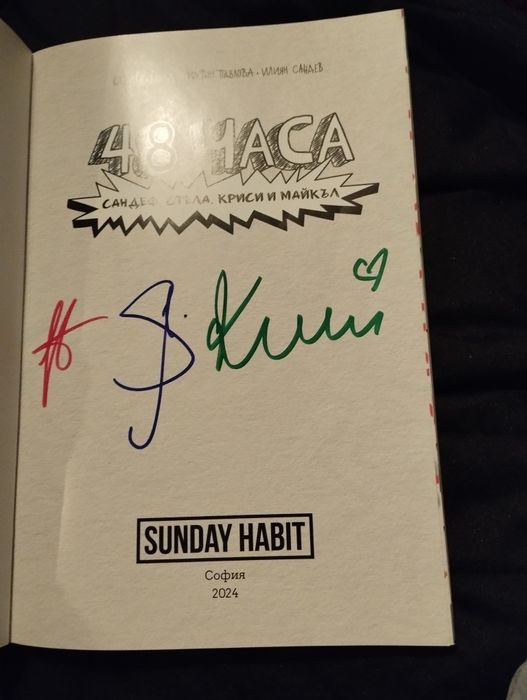 ПАВЛОВА • ИЛИЯН САНДЕВ
48 ЧАСА
САНДЕФ, СТЕЛА, КРИСИ И МАЙКЪЛ
SUNDAY HABIT
София
2024